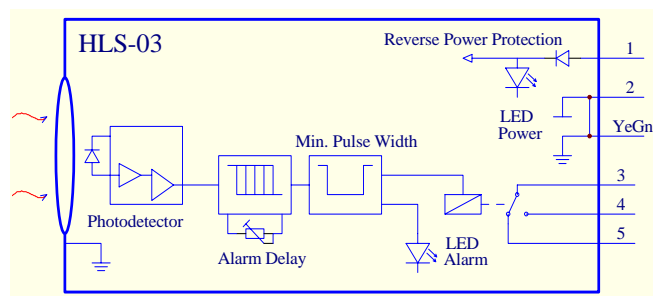 HLS-03
Reverse Power Protection
1
2
LED
Power
YeGn
Min. Pulse Width
3
4
5
Photodetector
Alarm Delay
LED
Alarm